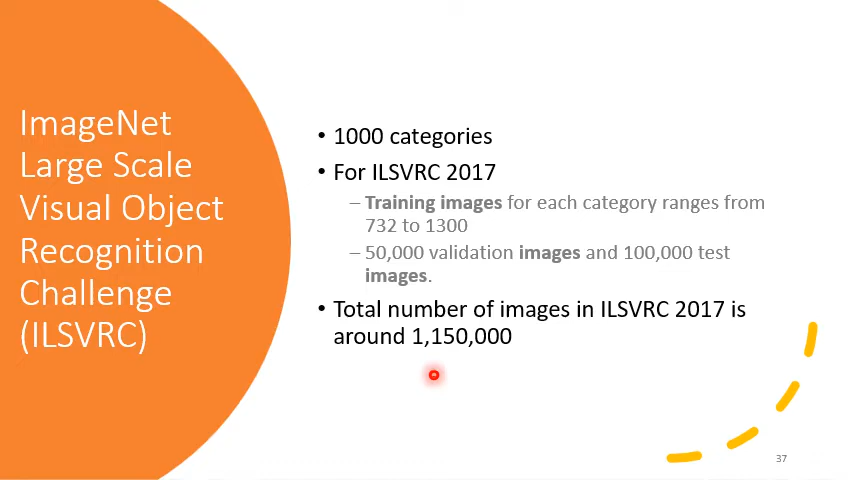 ImageNet
Large Scale
Visual Object
Recognition
Challenge
(ILSVRC)
• 1000 categories
• For ILSVRC 2017
– Training images for each category ranges from
732 to 1300
– 50,000 validation images and 100,000 test
images.
• Total number of images in ILSVRC 2017 is
around 1,150,000
37